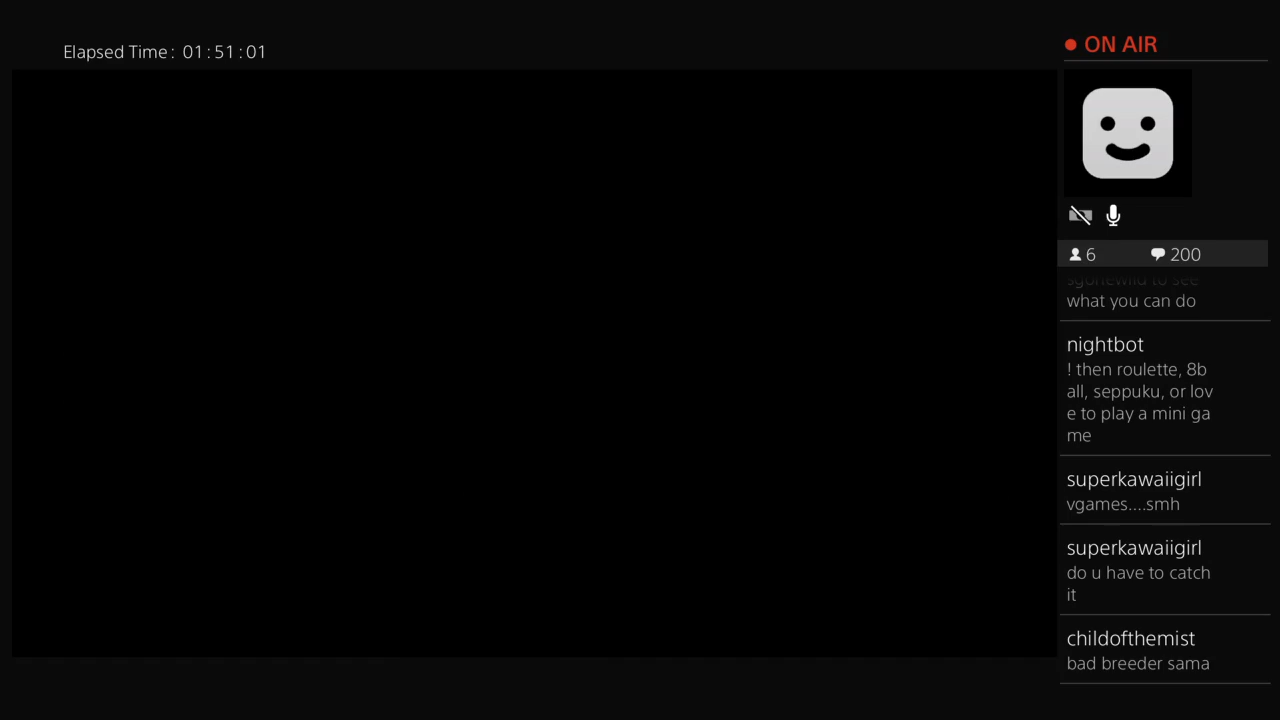 Elapsed Time: 01:51:01
ON AIR
6 200
what you can do
nightbot
! then roulette, 8b
all, seppuku, or lov
e to play a mini ga
me
superkawaiigirl
vgames....smh
superkawaiigirl
do u have to catch
it
childofthemist
bad breeder sama